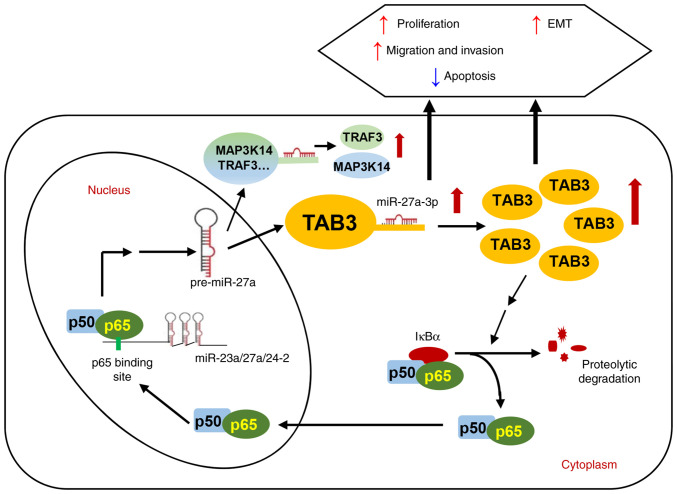 Proliferation
EMT
Migration and invasion
Apoptosis
MAP3K14
TRAF3...
TRAF3
MAP3K14
Nucleus
miR-27a-3p
TAB3
TAB3
TAB3
TAB3
TAB3
TAB3
pre-miR-27a
p50
p65
miR-23a/27a/24-2
p65 binding
site
IκBα
p50
p65
Proteolytic
degradation
p50
p65
p50
p65
Cytoplasm